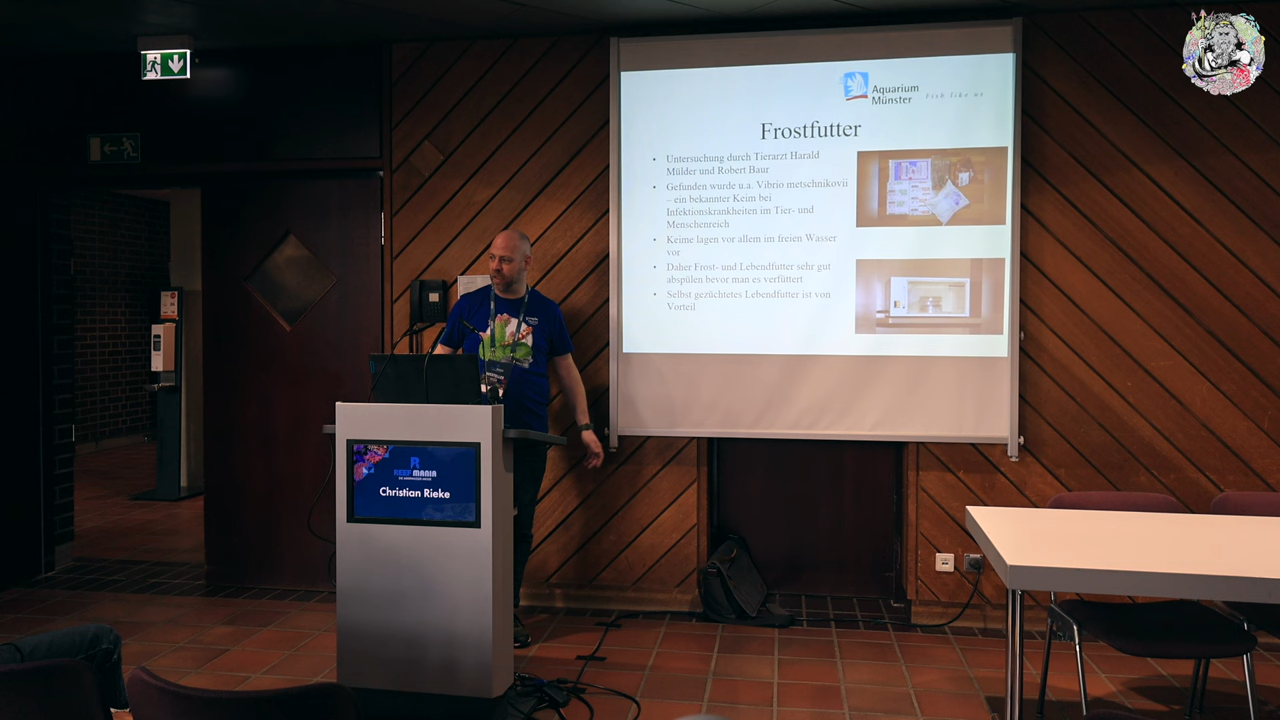 Aquarium
Münster
Fish like us
Frostfutter
• Untersuchung durch Tierarzt Harald
Mülder und Robert Baur
• Gefunden wurde u.a. Vibrio metschnikovii
– ein bekannter Keim bei
Infektionskrankheiten im Tier- und
Menschenreich
• Keime lagen vor allem im freien Wasser
vor
• Daher Frost- und Lebendfutter sehr gut
abspülen bevor man es verfüttert
• Selbst gezüchtetes Lebendfutter ist von
Vorteil
REEF MANIA
Christian Rieke